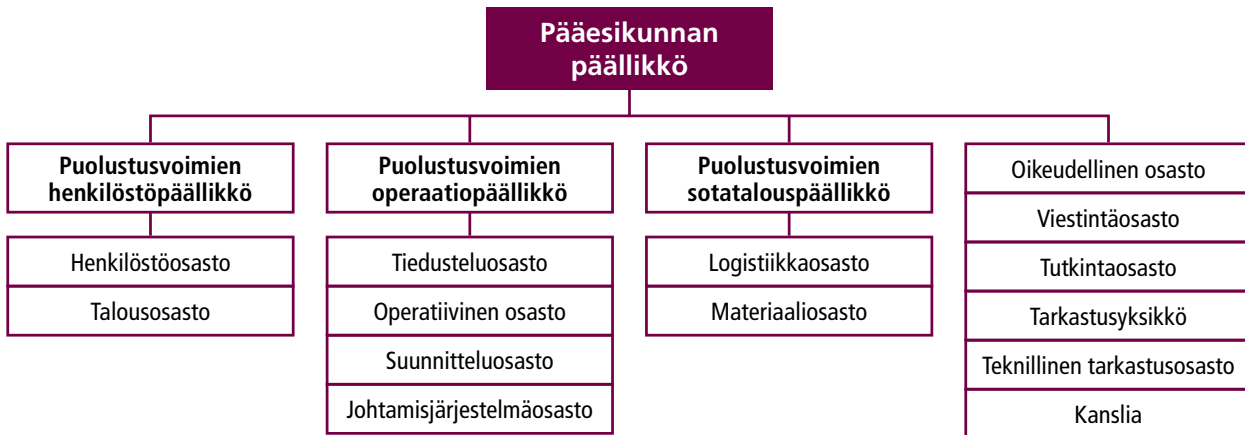 Pääesikunnan
päällikkö
Puolustusvoimien
henkilöstöpäällikkö
Henkilöstöosasto
Talousosasto
Puolustusvoimien
operaatiopäällikkö
Tiedusteluosasto
Operatiivinen osasto
Suunnitteluosasto
Johtamisjärjestelmäosasto
Puolustusvoimien
sotatalouspäällikkö
Logistiikkaosasto
Materiaaliosasto
Oikeudellinen osasto
Viestintäosasto
Tutkintaosasto
Tarkastusyksikkö
Teknillinen tarkastusosasto
Kanslia